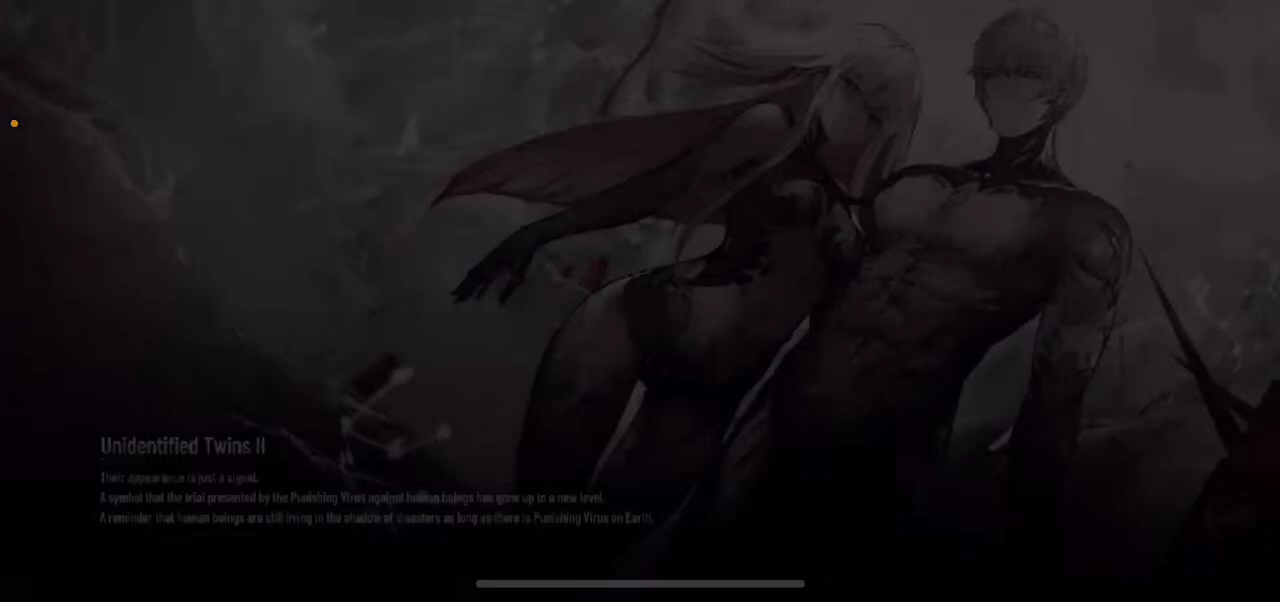 Unidentified Twins II
Their appearance is just a signal.
A symbol that the trial presented by the Punishing Virus against human beings has gone up to a new level.
A reminder that human beings are still living in the shadow of disasters as long as there is Punishing Virus on Earth.